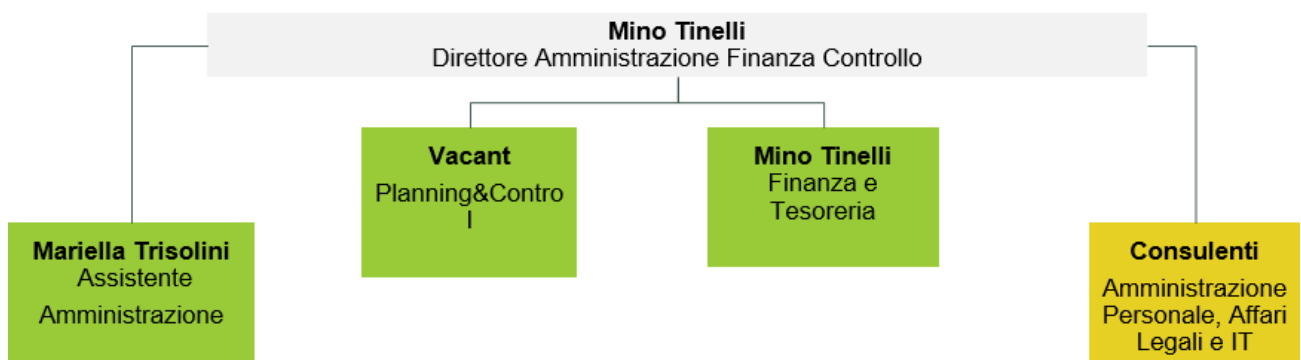 Mino Tinelli
Direttore Amministrazione Finanza Controllo
Vacant
Planning&Contro
l
Mino Tinelli
Finanza e
Tesoreria
Mariella Trisolini
Assistente
Amministrazione
Consulenti
Amministrazione
Personale, Affari
Legali e IT